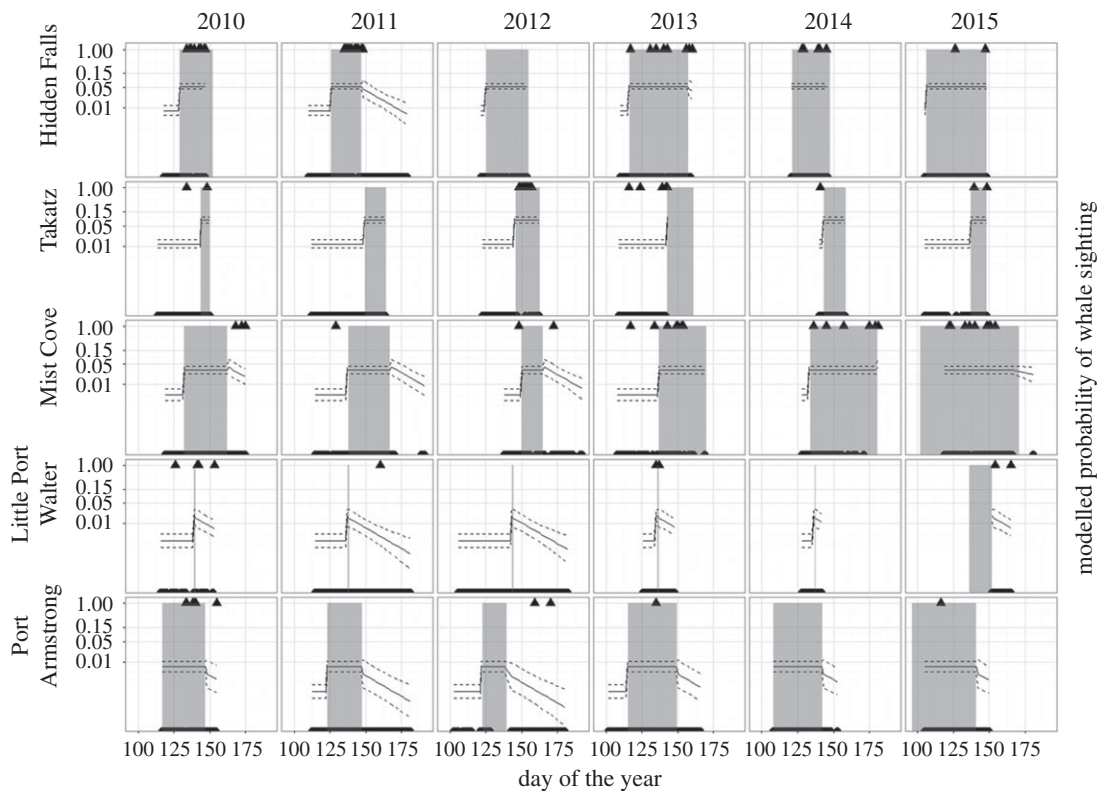 2010 2011 2012 2013 2014 2015
Hidden Falls
1.00
0.15
0.05
0.01
Takatz
1.00
0.15
0.05
0.01
Mist Cove
1.00
0.15
0.05
0.01
Little Port
Walter
1.00
0.15
0.05
0.01
Port
Armstrong
1.00
0.15
0.05
0.01
modelled probability of whale sighting
100 125 150 175 100 125 150 175 100 125 150 175 100 125 150 175 100 125 150 175 100 125 150 175
day of the year